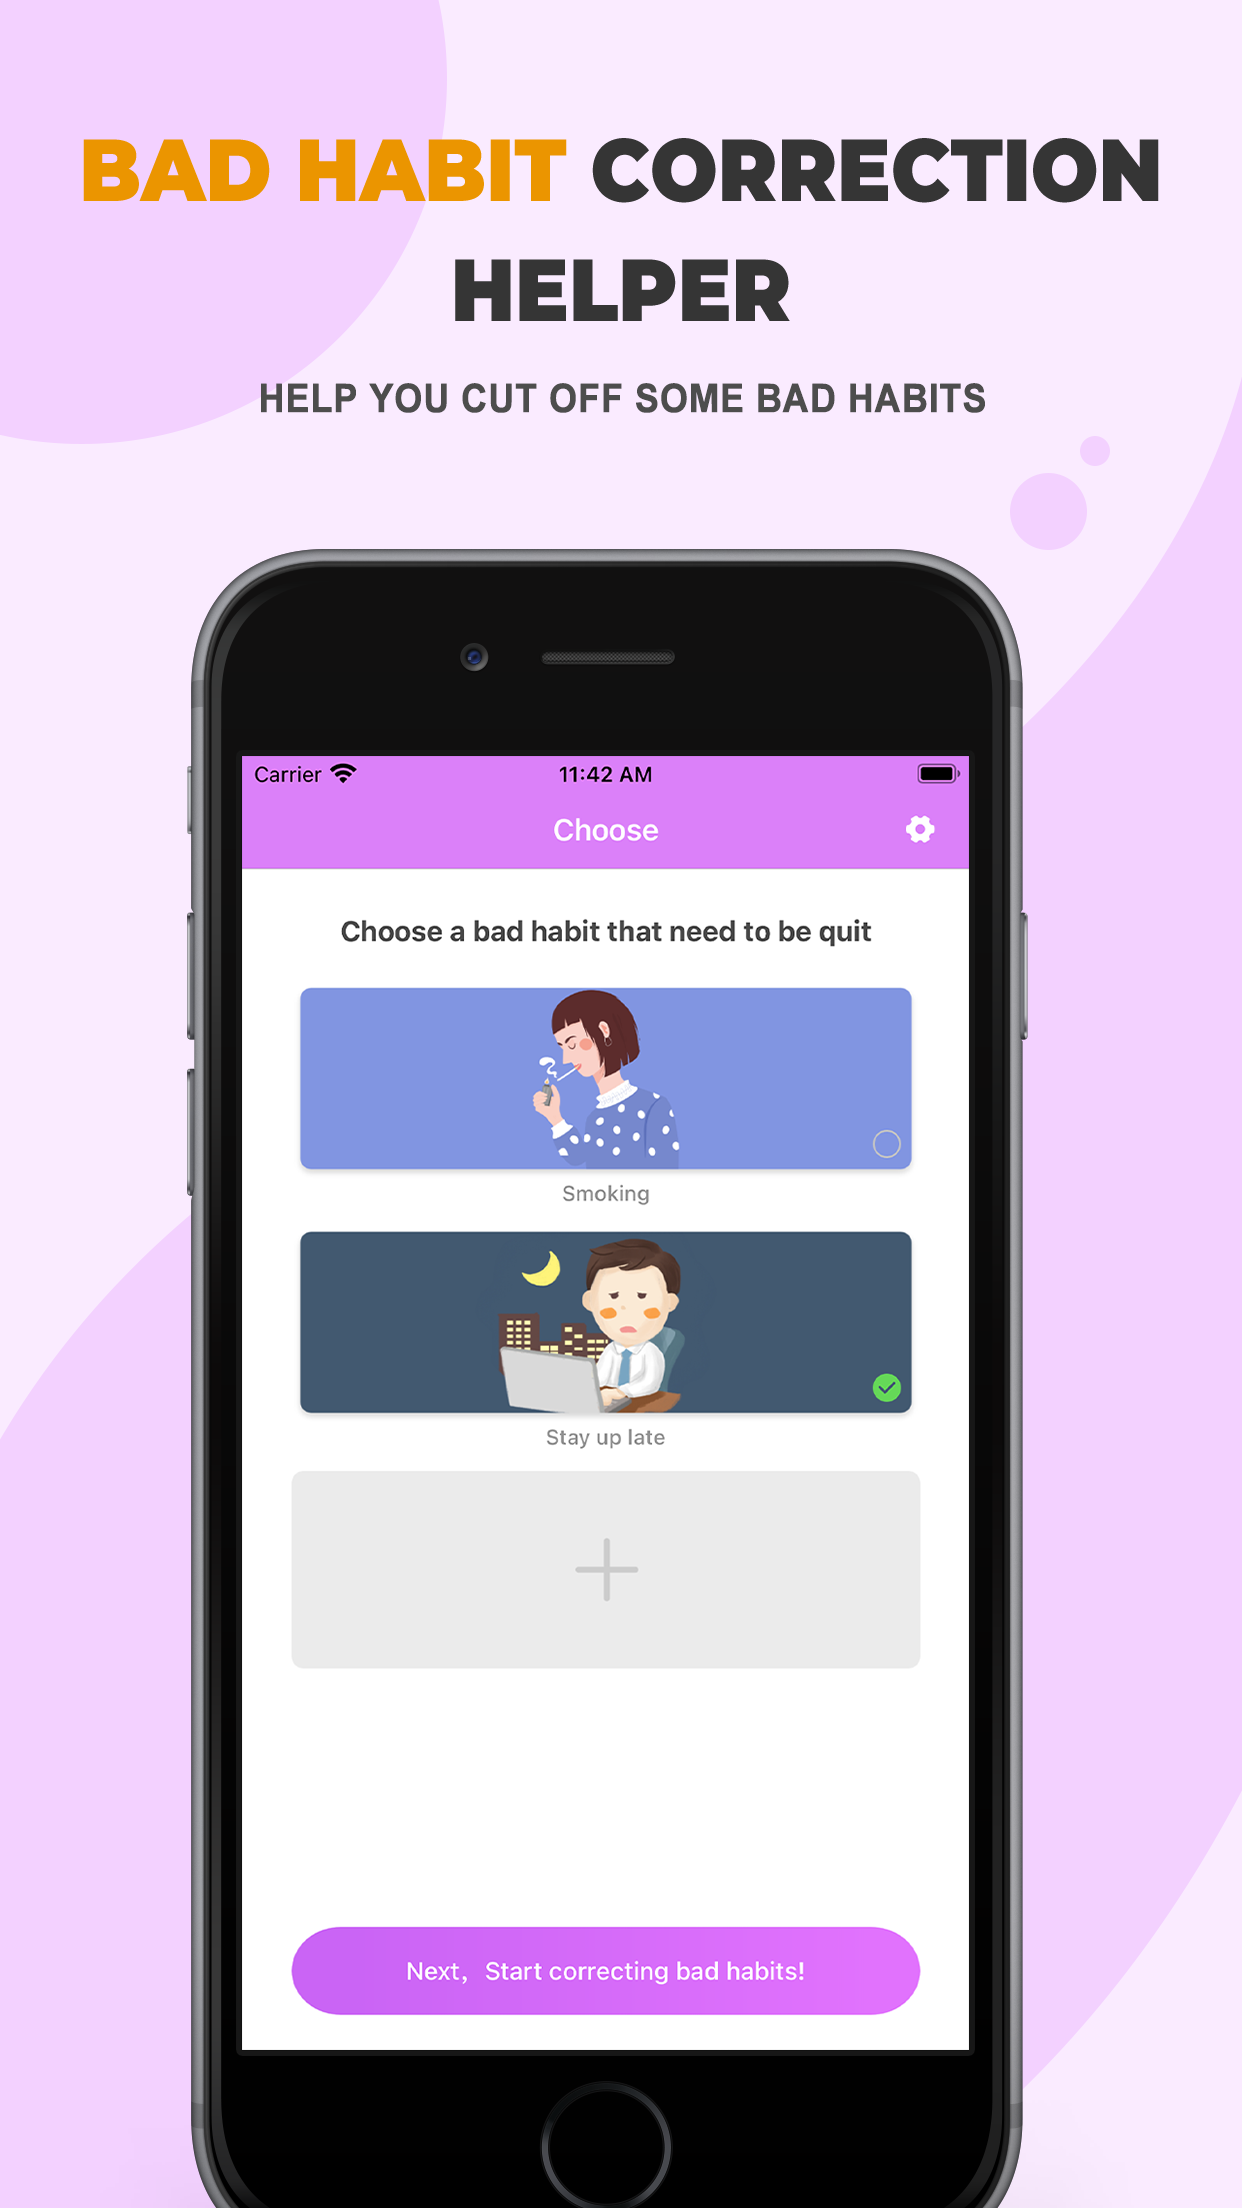 BAD HABIT CORRECTION
HELPER
HELP YOU CUT OFF SOME BAD HABITS
Carrier 11:42 AM
Choose
Choose a bad habit that need to be quit
Smoking
Stay up late
Next，Start correcting bad habits!